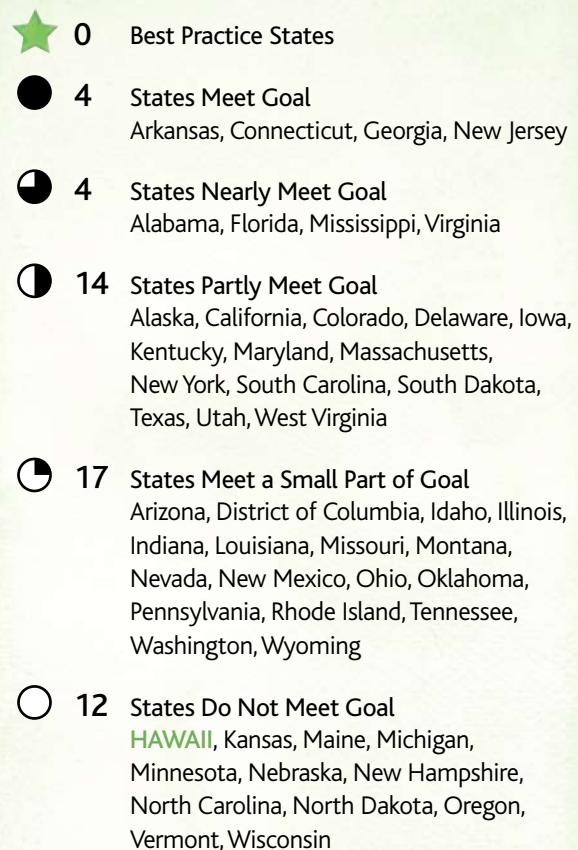 0 Best Practice States
4 States Meet Goal
Arkansas, Connecticut, Georgia, New Jersey
4 States Nearly Meet Goal
Alabama, Florida, Mississippi, Virginia
14 States Partly Meet Goal
Alaska, California, Colorado, Delaware, Iowa,
Kentucky, Maryland, Massachusetts,
New York, South Carolina, South Dakota,
Texas, Utah, West Virginia
17 States Meet a Small Part of Goal
Arizona, District of Columbia, Idaho, Illinois,
Indiana, Louisiana, Missouri, Montana,
Nevada, New Mexico, Ohio, Oklahoma,
Pennsylvania, Rhode Island, Tennessee,
Washington, Wyoming
12 States Do Not Meet Goal
HAWAII, Kansas, Maine, Michigan,
Minnesota, Nebraska, New Hampshire,
North Carolina, North Dakota, Oregon,
Vermont, Wisconsin